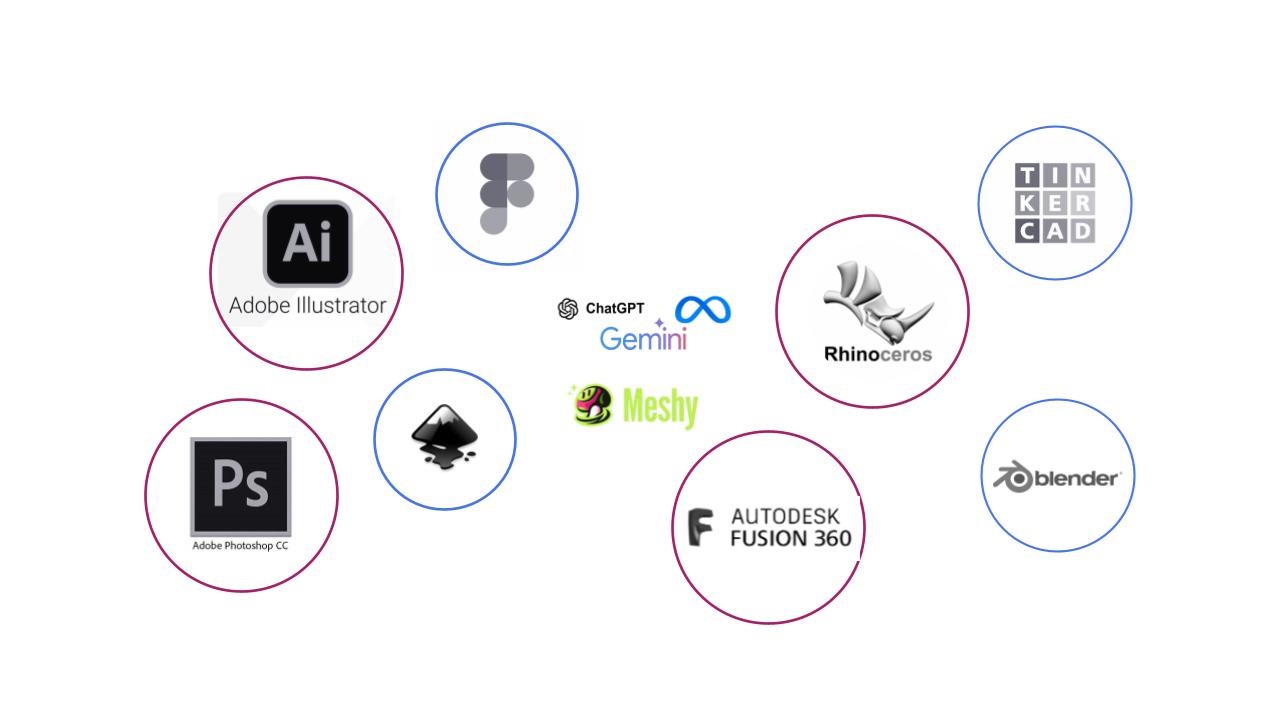 Ai
Adobe Illustrator
TIN
KER
CAD
ChatGPT
Gemini
Rhinoceros
Meshy
Ps
Adobe Photoshop CC
blender
AUTODESK
FUSION 360